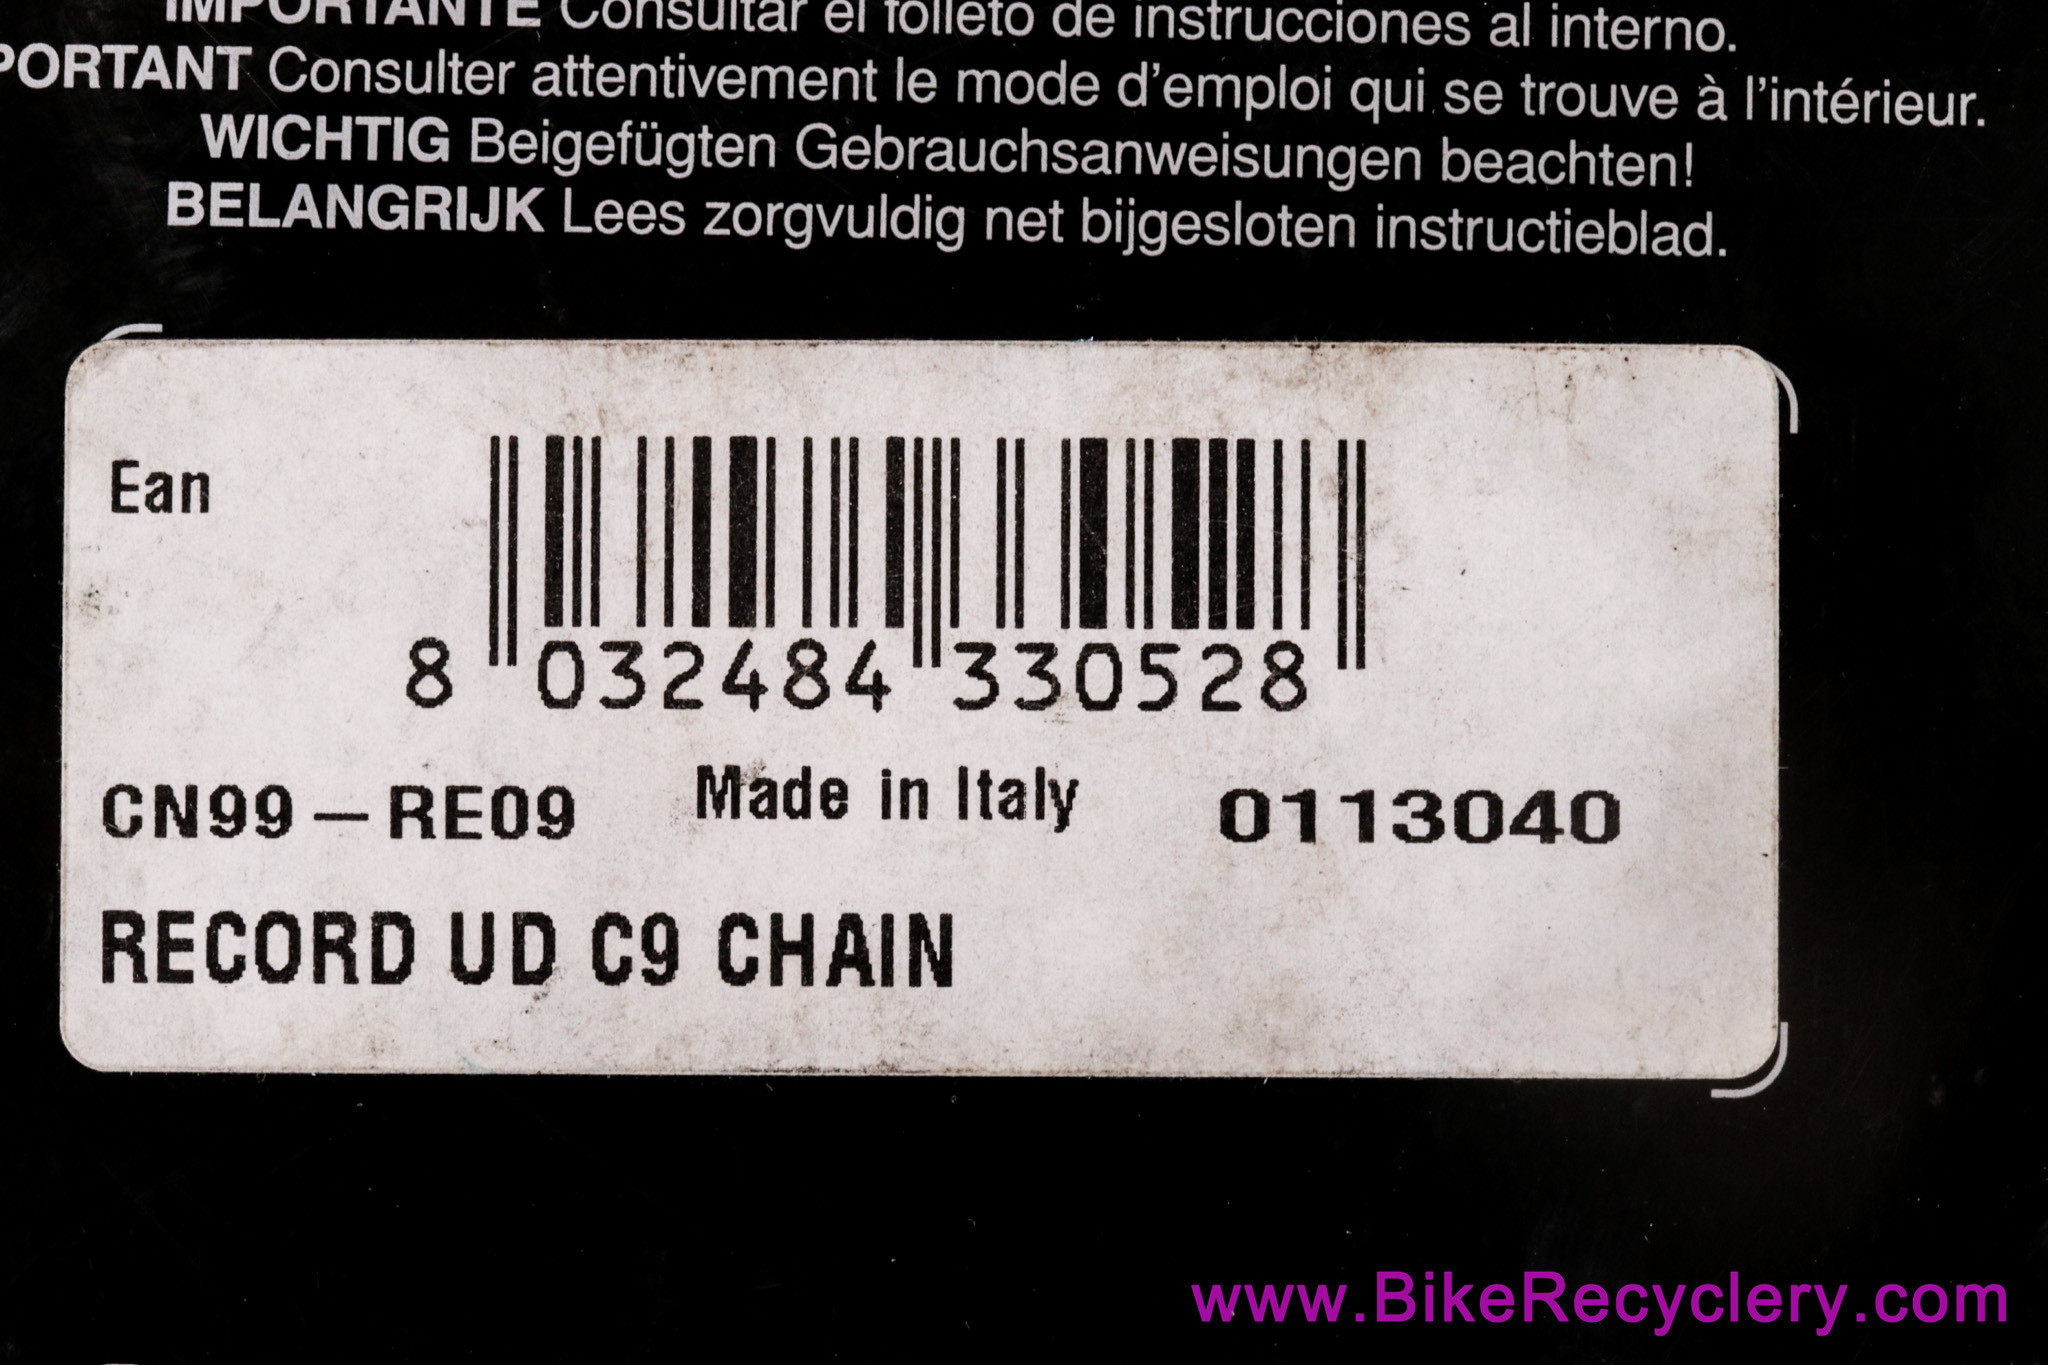 IMPORTANTE Consultar el folleto de instrucciones al interno.
PORTANT Consulter attentivement le mode d'emploi qui se trouve à l'intérieur.
WICHTIG Beigefügten Gebrauchsanweisungen beachten!
BELANGRIJK Lees zorgvuldig net bijgesloten instructieblad.
Ean
8 032484 330528
CN99-RE09 Made in Italy 0113040
RECORD UD C9 CHAIN
www.BikeRecyclery.com